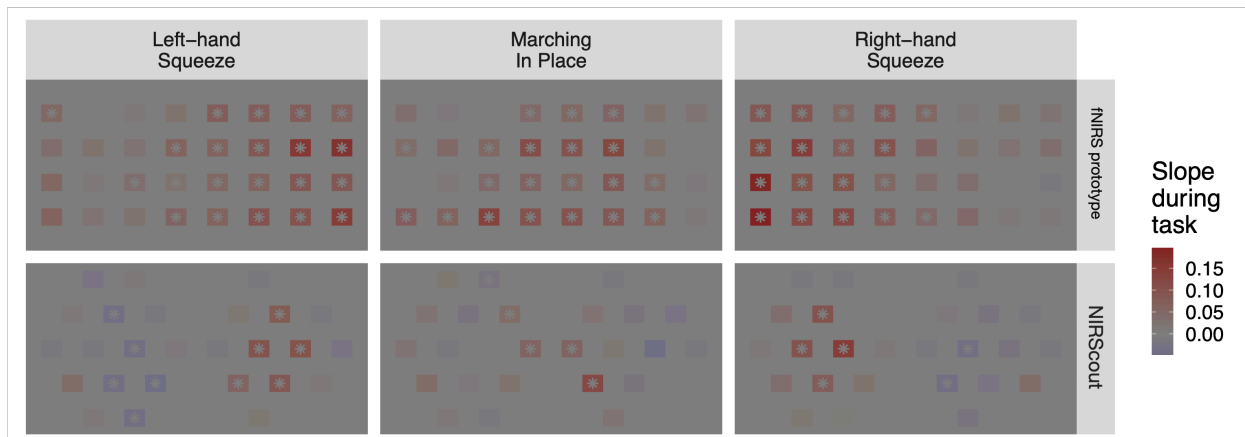 Left-hand
Squeeze
Marching
In Place
Right-hand
Squeeze
fNIRS prototype
NIRScout
Slope
during
task
0.15
0.10
0.05
0.00